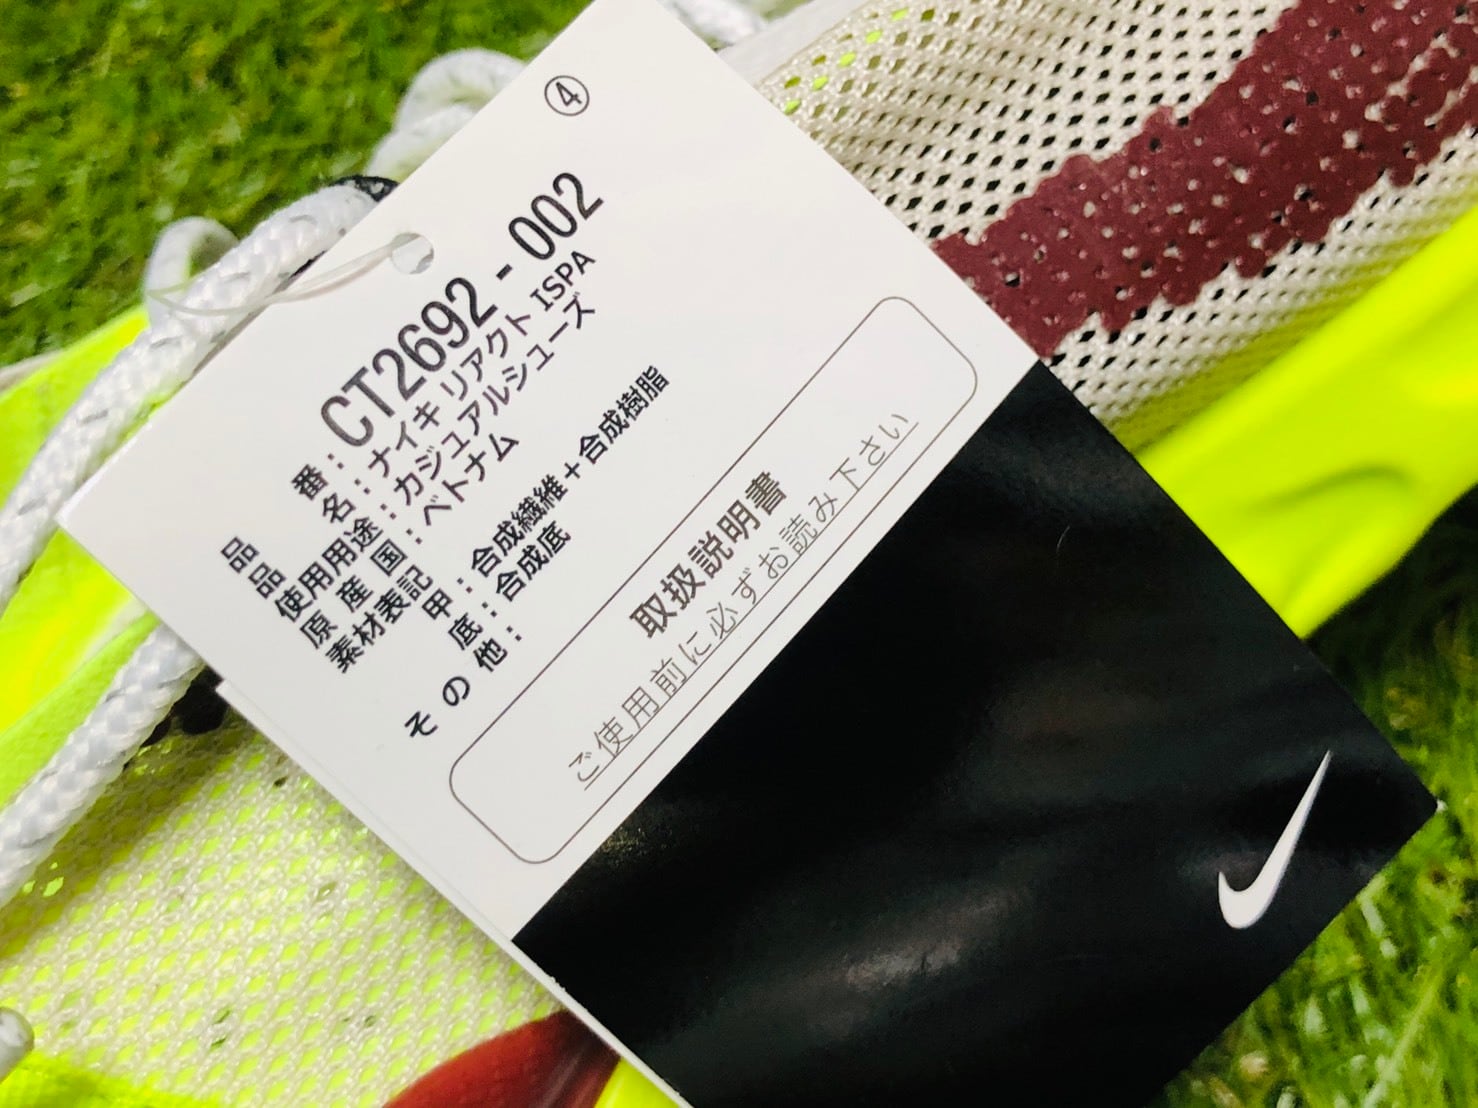 ④
品番：CT2692-002
品名：ナイキ リアクト ISPA
使用用途：カジュアルシューズ
原産国：ベトナム
素材表記
甲：合成繊維＋合成樹脂
底：合成底
その他：
取扱説明書
ご使用前に必ずお読み下さい